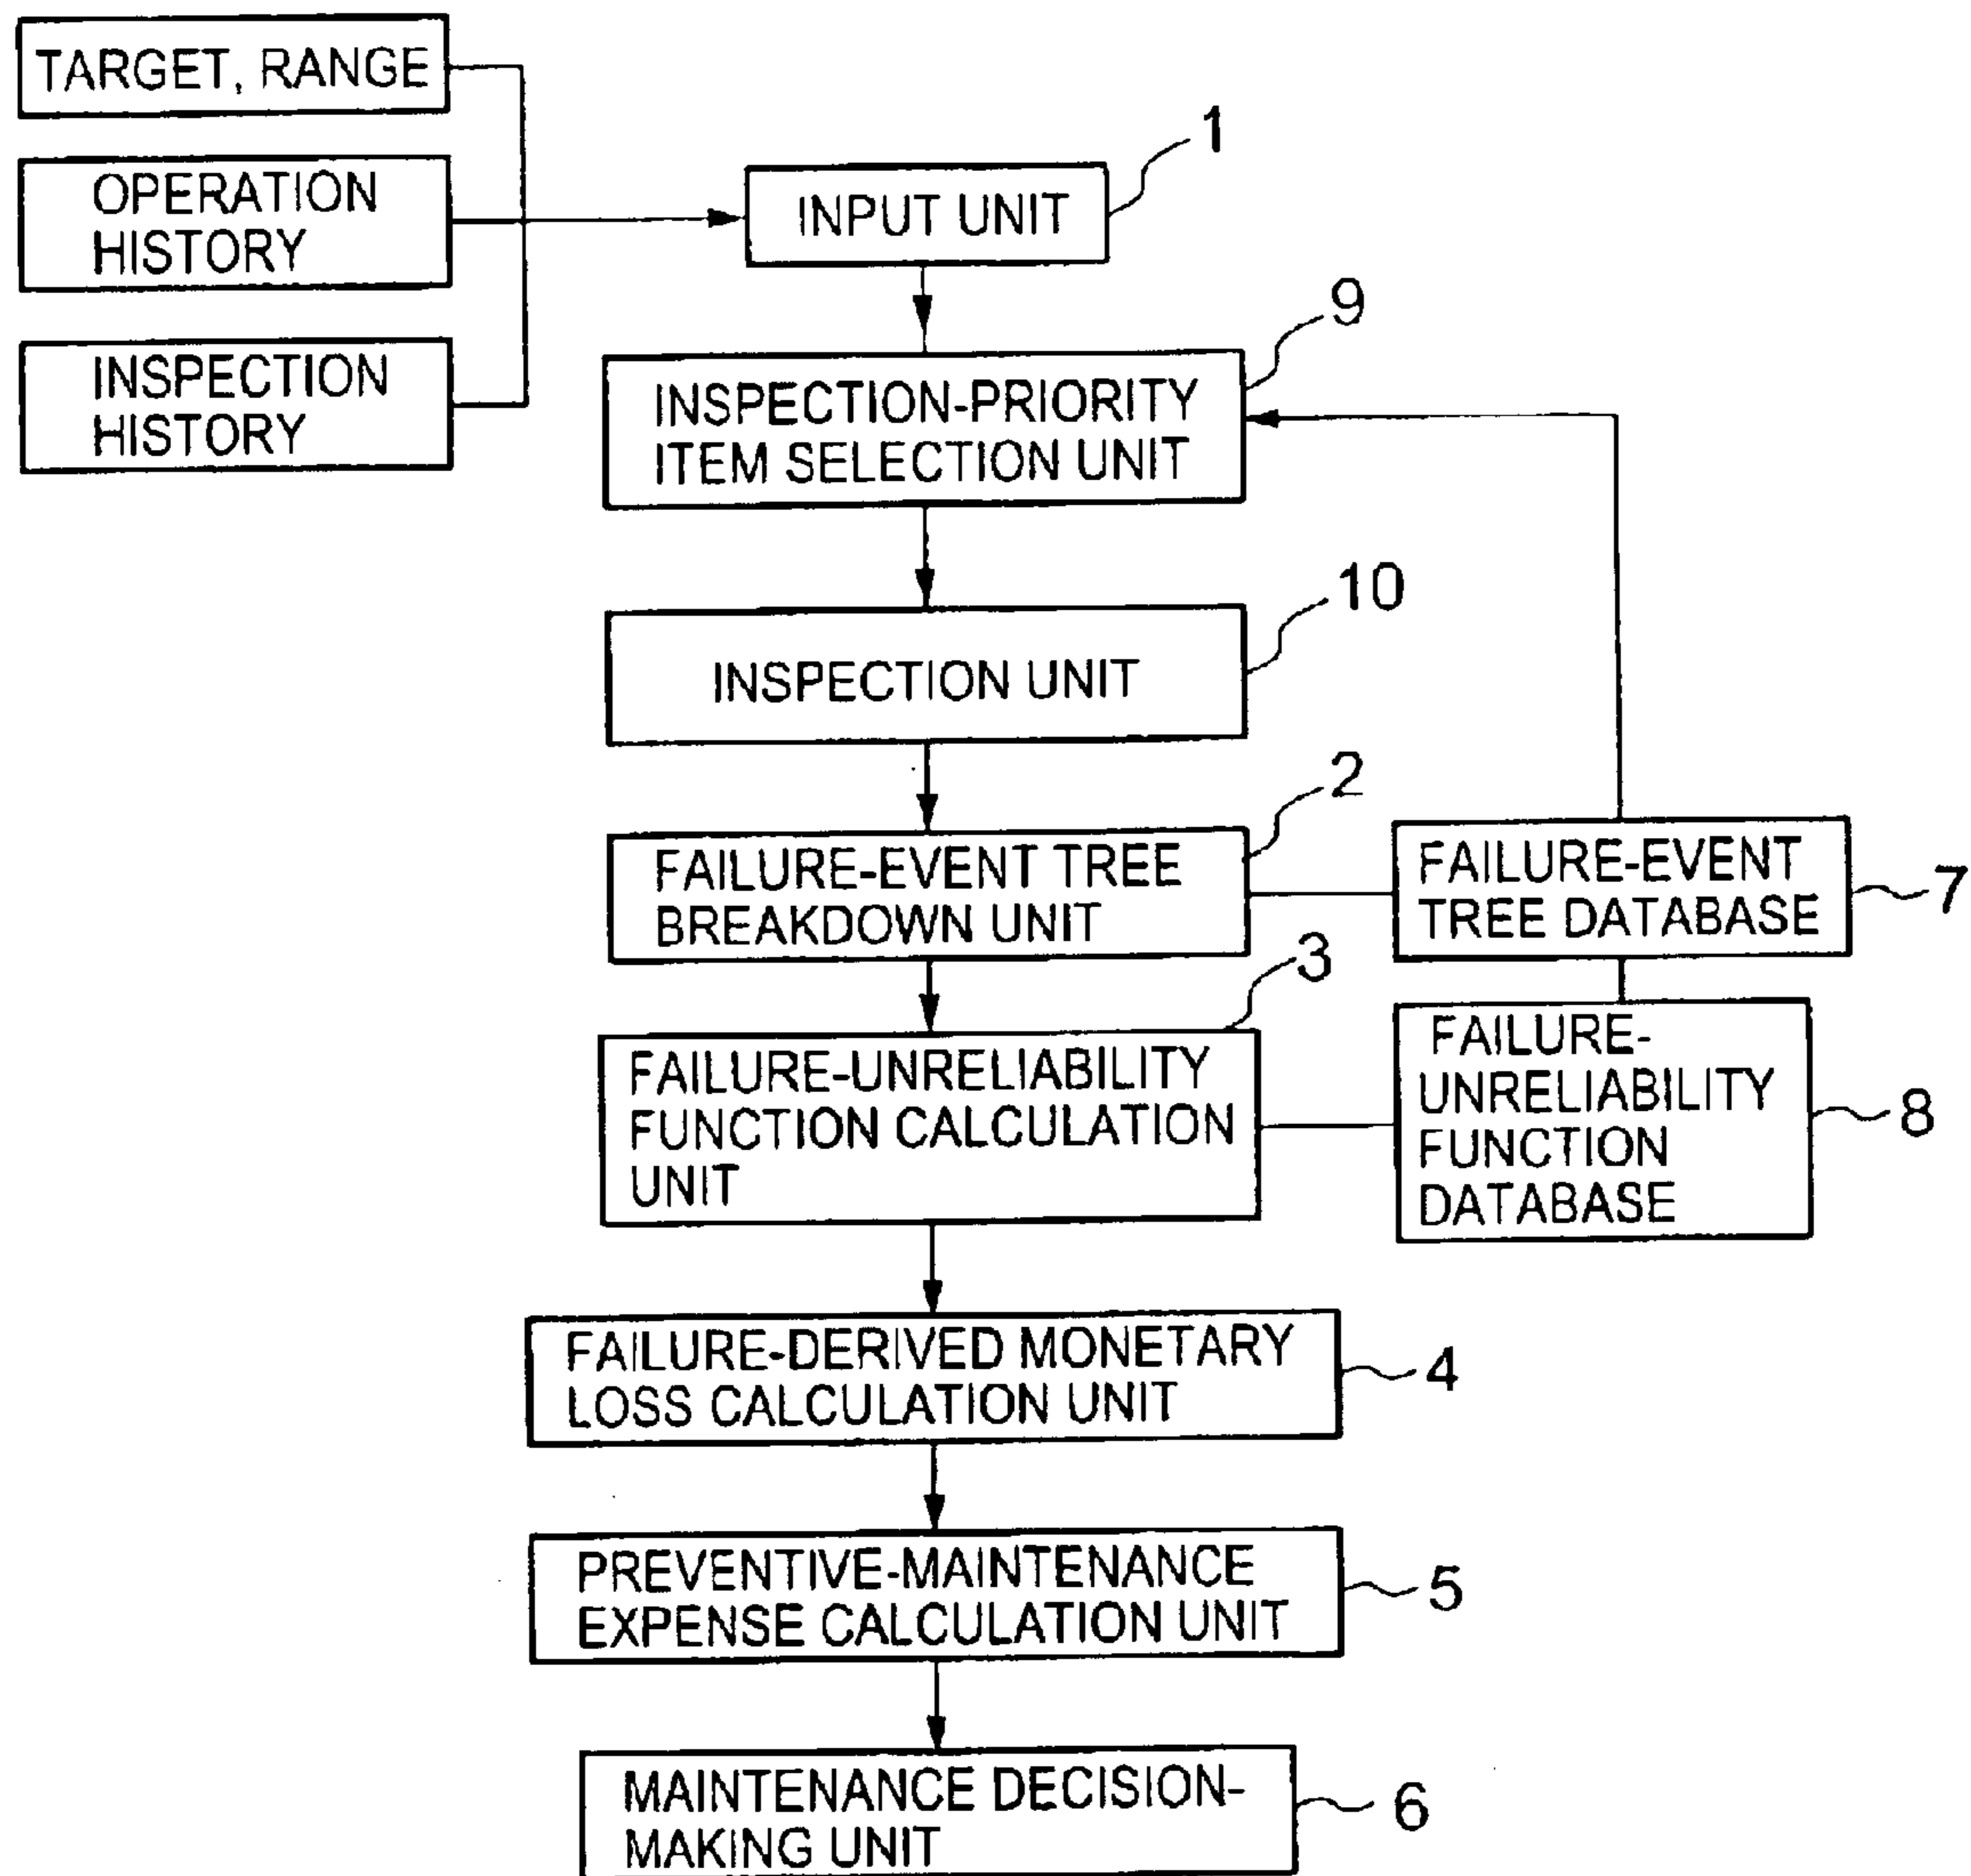 TARGET, RANGE
OPERATION
HISTORY
INSPECTION
HISTORY
1
INPUT UNIT
9
INSPECTION-PRIORITY
ITEM SELECTION UNIT
10
INSPECTION UNIT
2
FAILURE-EVENT TREE
BREAKDOWN UNIT
FAILURE-EVENT
TREE DATABASE
7
3
FAILURE-UNRELIABILITY
FUNCTION CALCULATION
UNIT
FAILURE-
UNRELIABILITY
FUNCTION
DATABASE
8
FAILURE-DERIVED MONETARY
LOSS CALCULATION UNIT
4
PREVENTIVE-MAINTENANCE
EXPENSE CALCULATION UNIT
5
MAINTENANCE DECISION-
MAKING UNIT
6